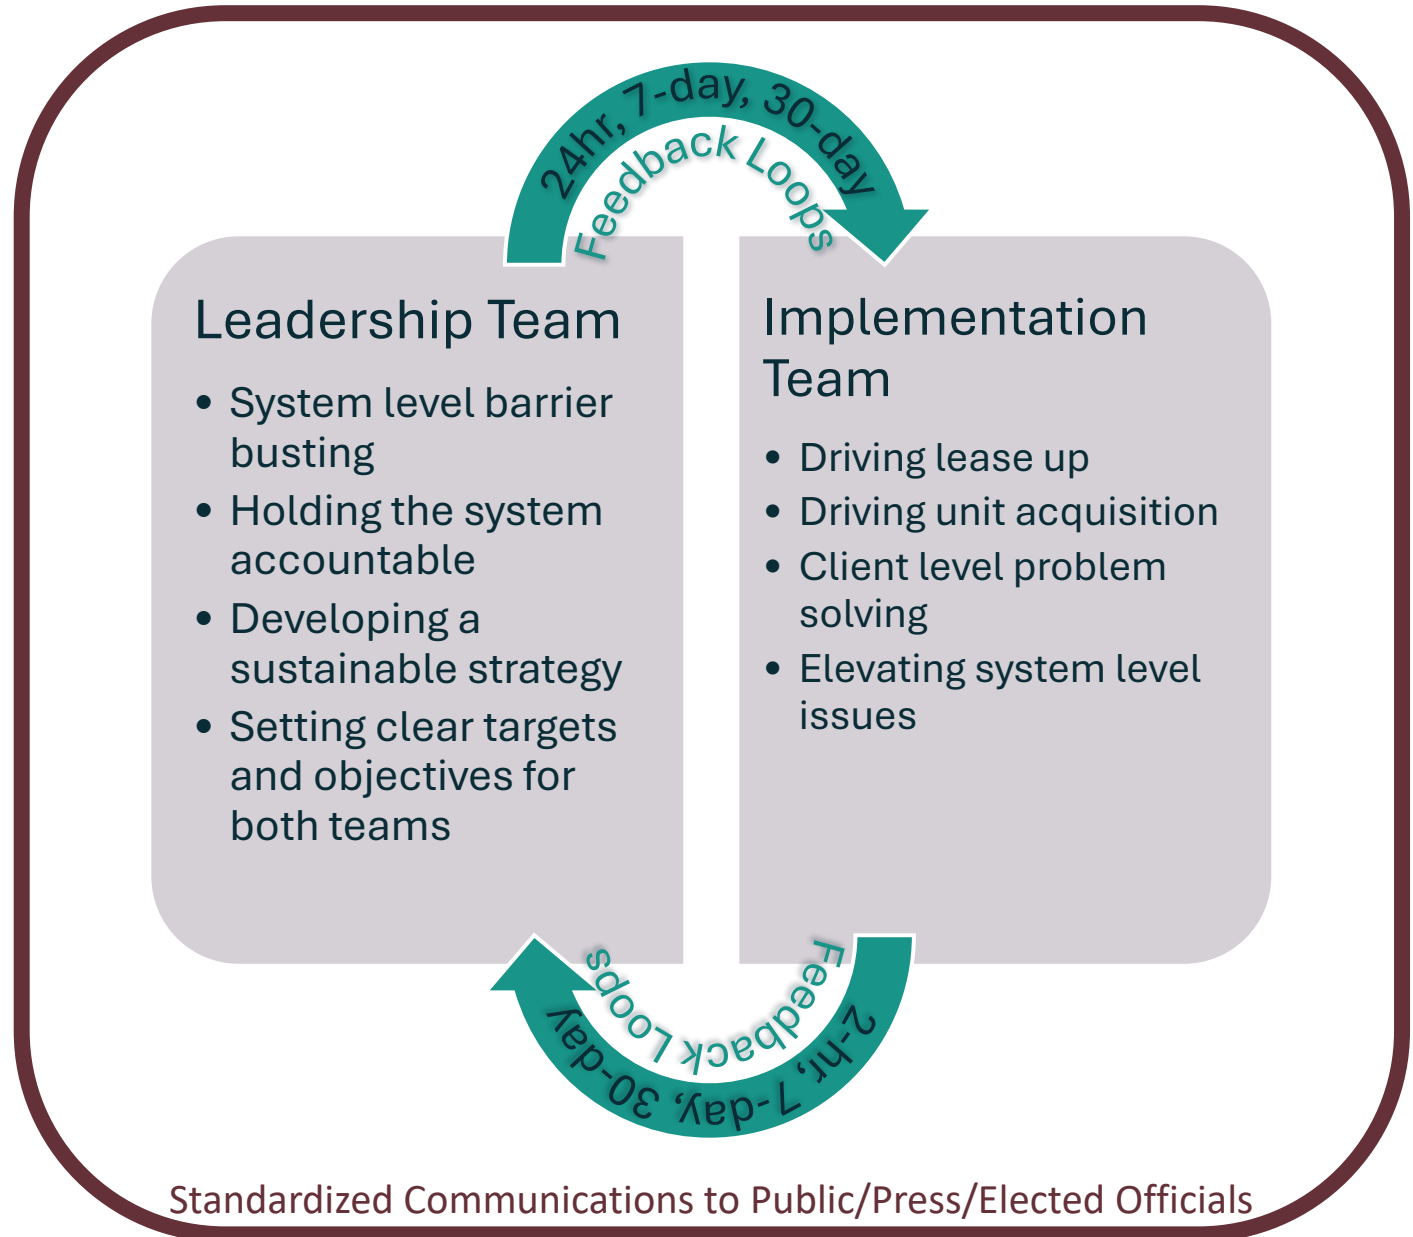 24hr, 7-day, 30-day
Feedback Loops
Leadership Team
• System level barrier
busting
• Holding the system
accountable
• Developing a
sustainable strategy
• Setting clear targets
and objectives for
both teams
Implementation
Team
• Driving lease up
• Driving unit acquisition
• Client level problem
solving
• Elevating system level
issues
Feedback Loops
2-hr, 7-day, 30-day
Standardized Communications to Public/Press/Elected Officials